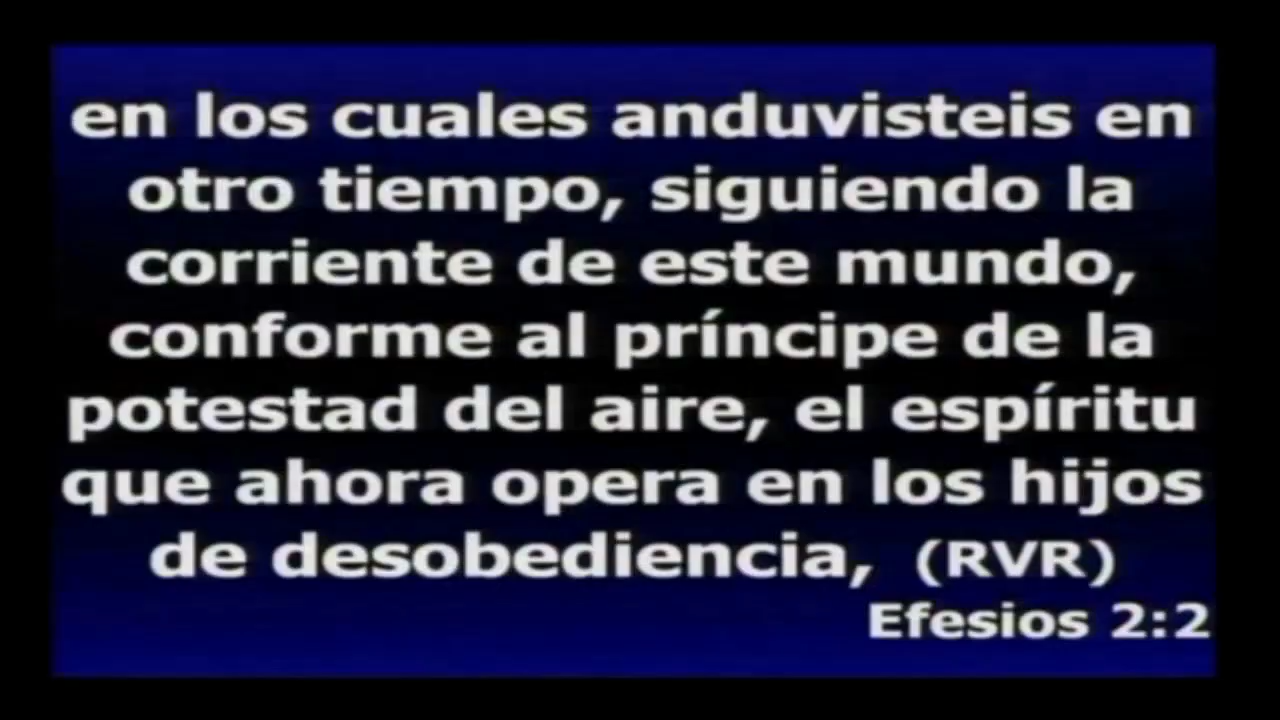 en los cuales anduvisteis en
otro tiempo, siguiendo la
corriente de este mundo,
conforme al príncipe de la
potestad del aire, el espíritu
que ahora opera en los hijos
de desobediencia, (RVR)
Efesios 2:2